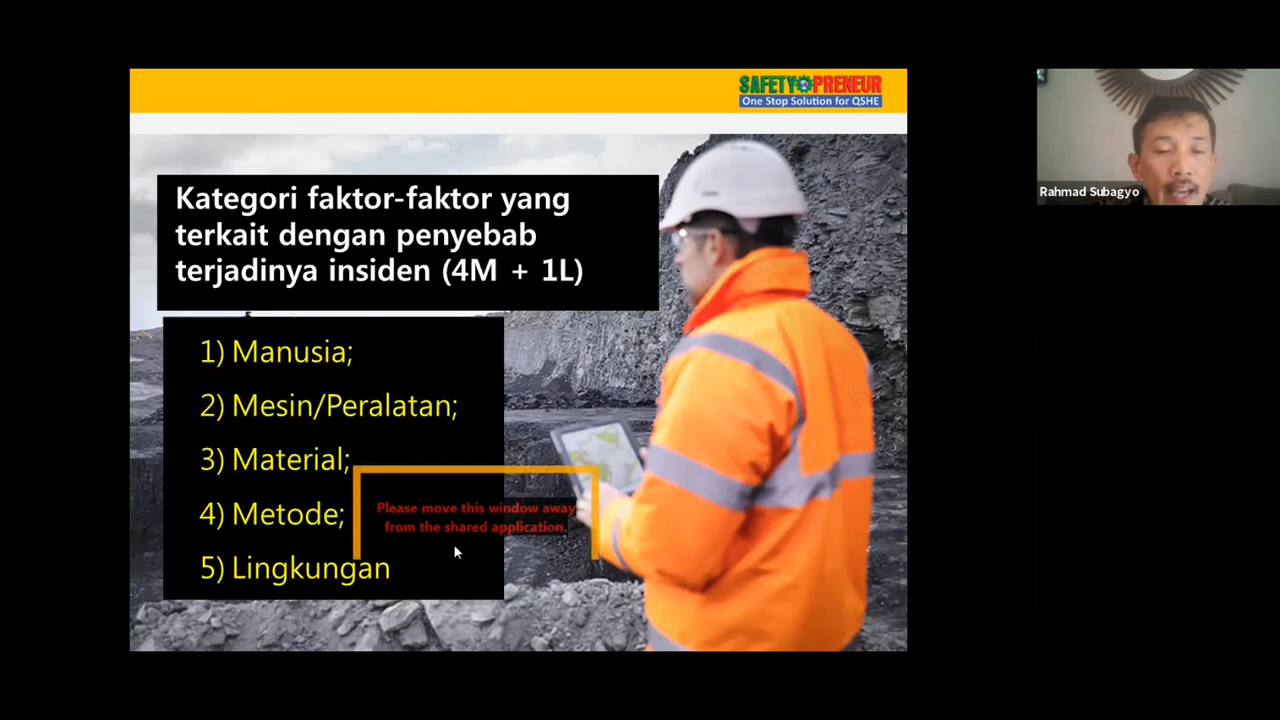 SAFETY PRENEUR
One Stop Solution for QSHE
Kategori faktor-faktor yang
terkait dengan penyebab
terjadinya insiden (4M + 1L)
1) Manusia;
2) Mesin/Peralatan;
3) Material;
4) Metode;
5) Lingkungan
Please move this window away
from the shared application.
Rahmad Subagyo